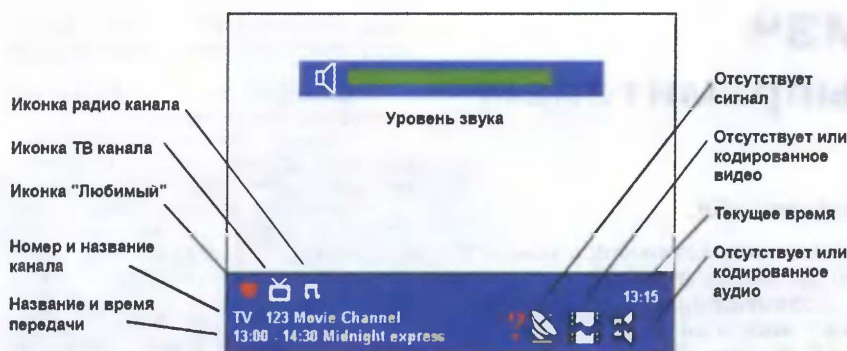 Уровень звука
Иконка радио канала
Иконка ТВ канала
Иконка "Любимый"
Номер и название
канала
Название и время
передачи
Отсутствует
сигнал
Отсутствует или
кодированное
видео
Текущее время
Отсутствует или
кодированное
аудио
13:15
TV 123 Movie Channel
13:00 - 14:30 Midnight express